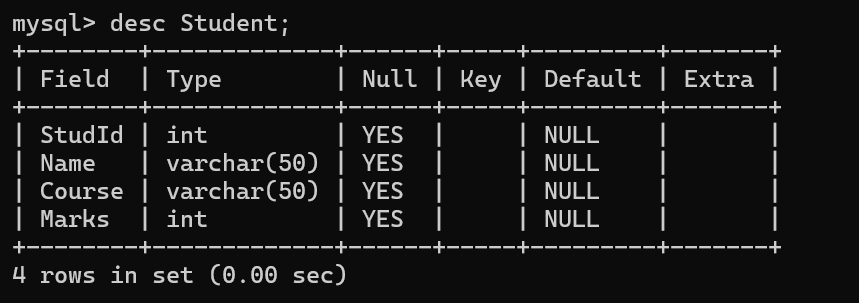 mysql> desc Student;
+--------+-------------+------+-----+---------+-------+
| Field  | Type        | Null | Key | Default | Extra |
+--------+-------------+------+-----+---------+-------+
| StudId | int         | YES  |     | NULL    |       |
| Name   | varchar(50) | YES  |     | NULL    |       |
| Course | varchar(50) | YES  |     | NULL    |       |
| Marks  | int         | YES  |     | NULL    |       |
+--------+-------------+------+-----+---------+-------+
4 rows in set (0.00 sec)